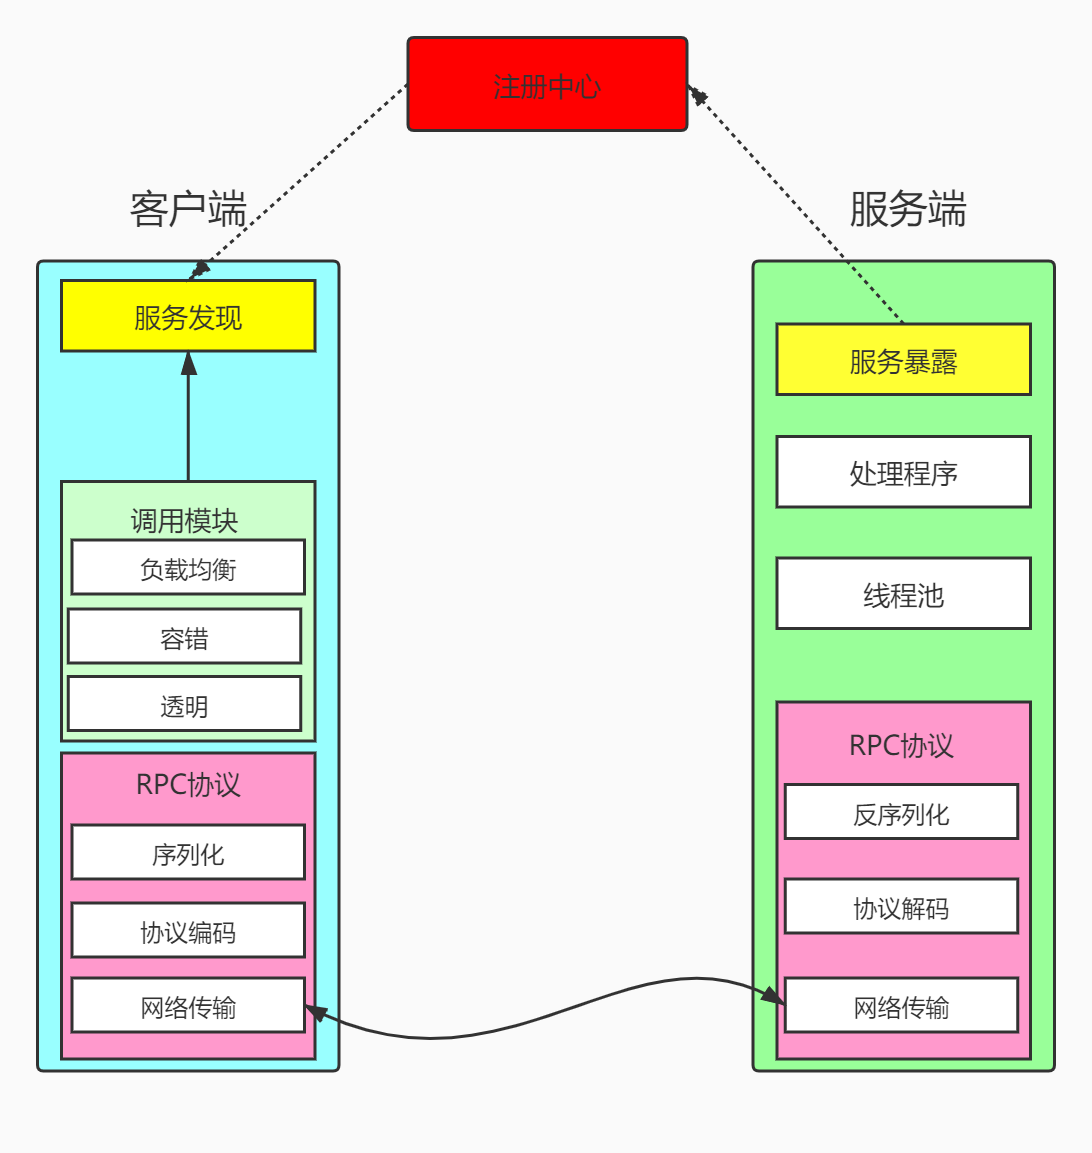 注册中心
客户端
服务发现
调用模块
负载均衡
容错
透明
RPC协议
序列化
协议编码
网络传输
服务端
服务暴露
处理程序
线程池
RPC协议
反序列化
协议解码
网络传输